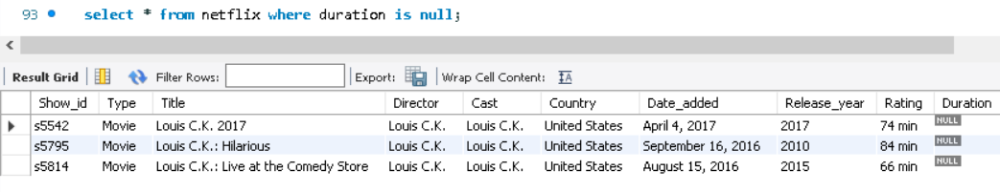 93 select * from netflix where duration is null;
Result Grid Filter Rows: Export: Wrap Cell Content: IA
Show_id Type Title Director Cast Country Date_added Release_year Rating Duration
s5542 Movie Louis C.K. 2017 Louis C.K. Louis C.K. United States April 4, 2017 2017 74 min NULL
s5795 Movie Louis C.K.: Hilarious Louis C.K. Louis C.K. United States September 16, 2016 2010 84 min NULL
s5814 Movie Louis C.K.: Live at the Comedy Store Louis C.K. Louis C.K. United States August 15, 2016 2015 66 min NULL